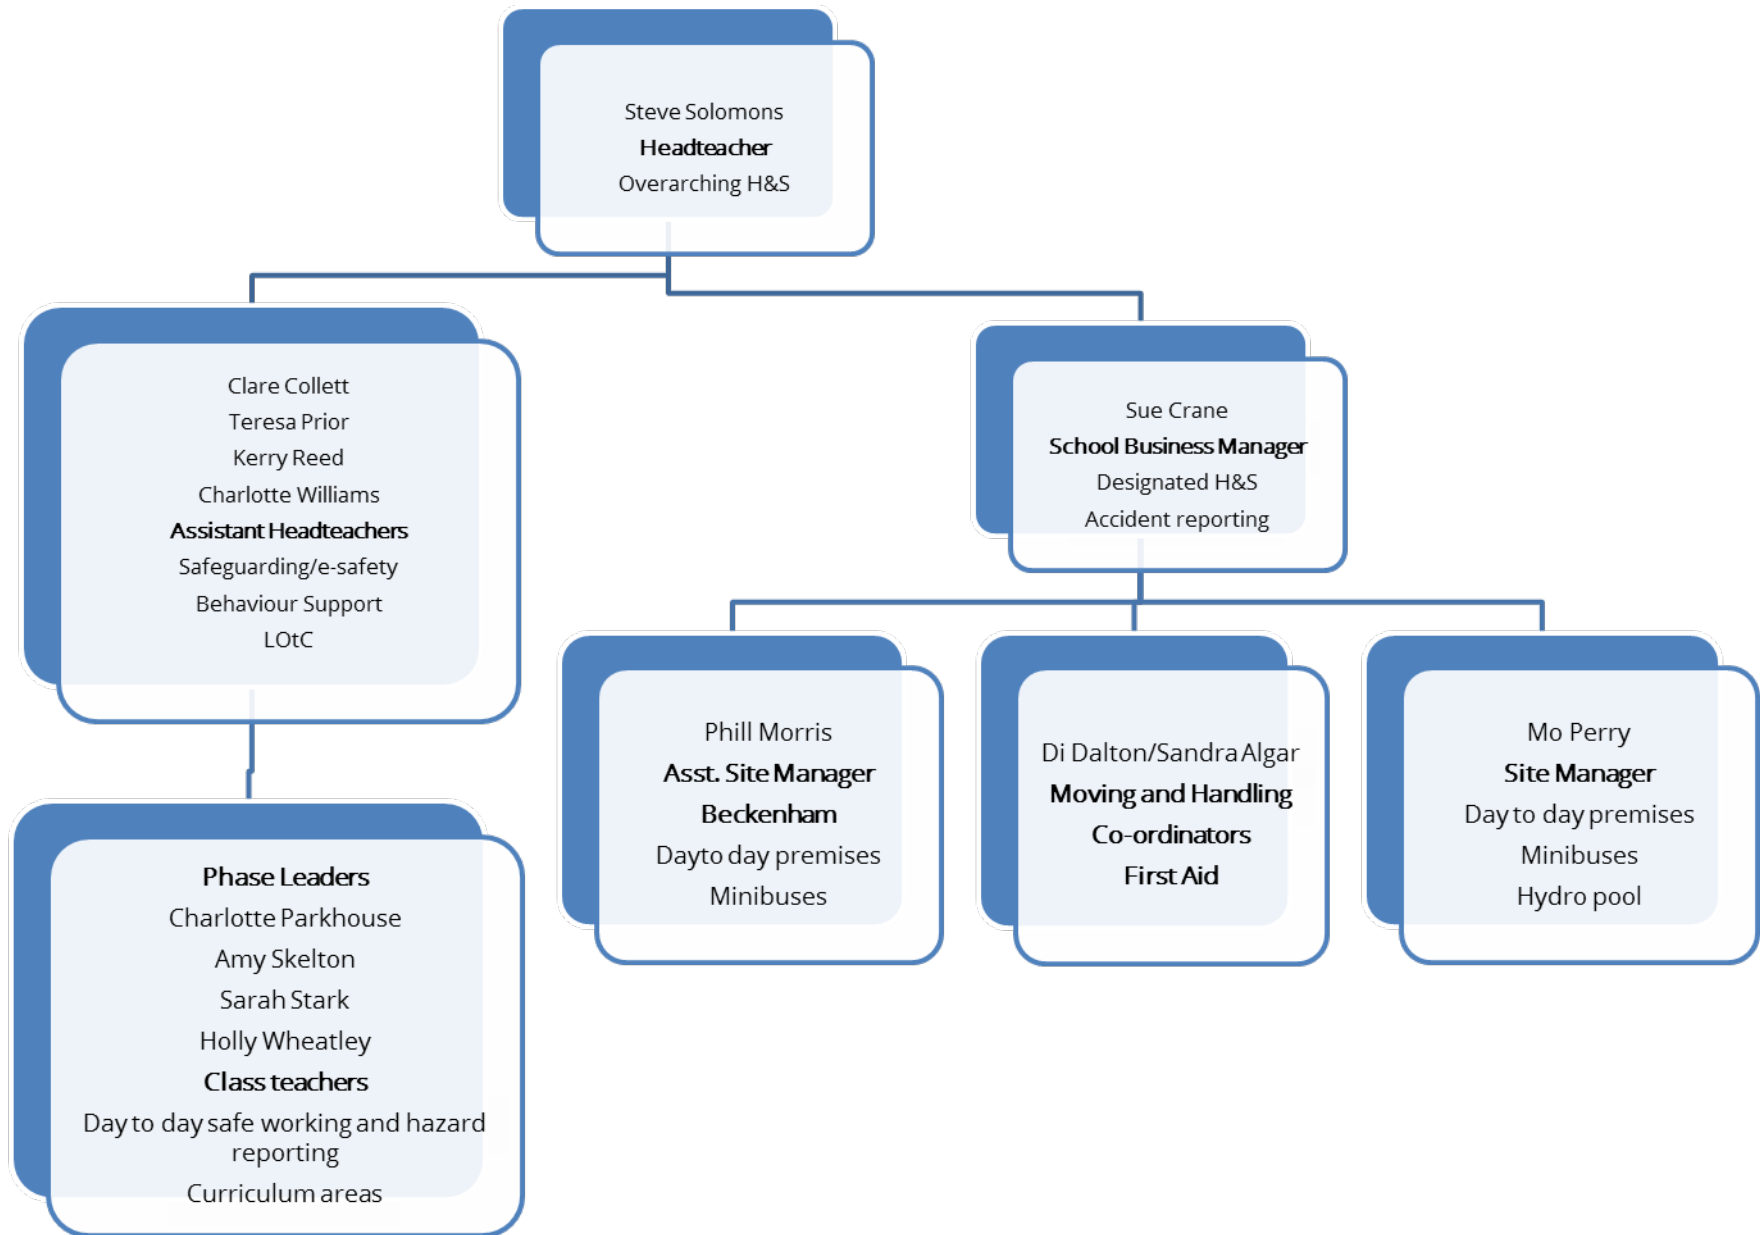 Steve Solomons
Headteacher
Overarching H&S
Clare Collett
Teresa Prior
Kerry Reed
Charlotte Williams
Assistant Headteachers
Safeguarding/e-safety
Behaviour Support
LOtC
Sue Crane
School Business Manager
Designated H&S
Accident reporting
Phase Leaders
Charlotte Parkhouse
Amy Skelton
Sarah Stark
Holly Wheatley
Class teachers
Day to day safe working and hazard
reporting
Curriculum areas
Phill Morris
Asst. Site Manager
Beckenham
Dayto day premises
Minibuses
Di Dalton/Sandra Algar
Moving and Handling
Co-ordinators
First Aid
Mo Perry
Site Manager
Day to day premises
Minibuses
Hydro pool